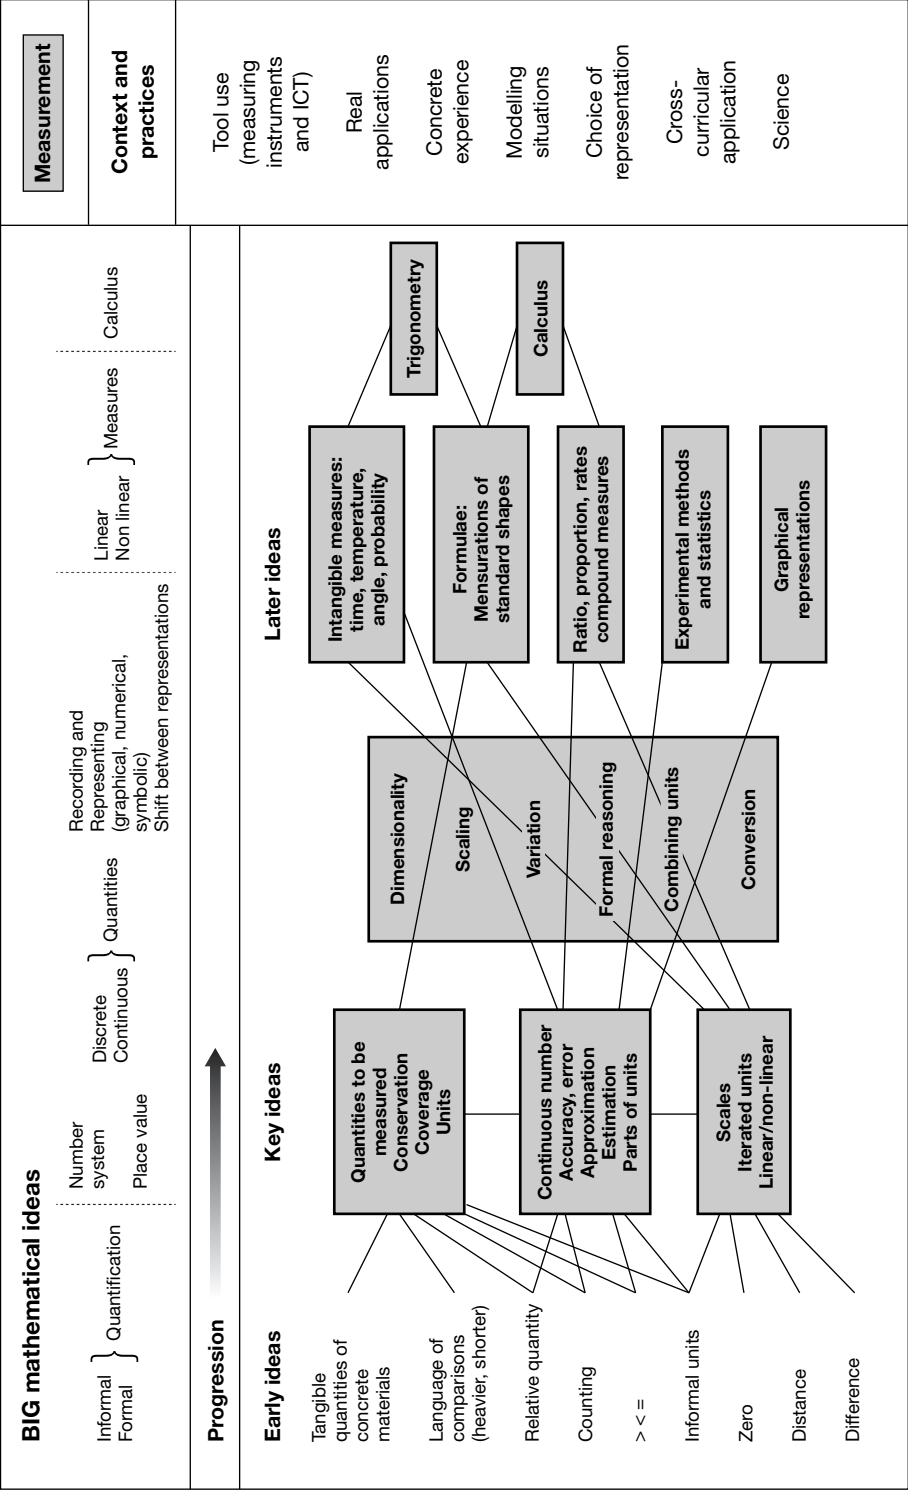 BIG mathematical ideas
Measurement
Informal
Formal
Quantification
Number
system
Place value
Discrete
Continuous
Quantities
Recording and
Representing
(graphical, numerical,
symbolic)
Shift between representations
Linear
Non linear
Measures
Calculus
Context and
practices
Progression
Early ideas
Key ideas
Later ideas
Tangible
quantities of
concrete
materials
Language of
comparisons
(heavier, shorter)
Relative quantity
Counting
> < =
Informal units
Zero
Distance
Difference
Quantities to be
measured
Conservation
Coverage
Units
Continuous number
Accuracy, error
Approximation
Estimation
Parts of units
Scales
Iterated units
Linear/non-linear
Dimensionality
Scaling
Variation
Formal reasoning
Combining units
Conversion
Intangible measures:
time, temperature,
angle, probability
Formulae:
Mensurations of
standard shapes
Ratio, proportion, rates
compound measures
Experimental methods
and statistics
Graphical
representations
Trigonometry
Calculus
Tool use
(measuring
instruments
and ICT)
Real
applications
Concrete
experience
Modelling
situations
Choice of
representation
Cross-
curricular
application
Science